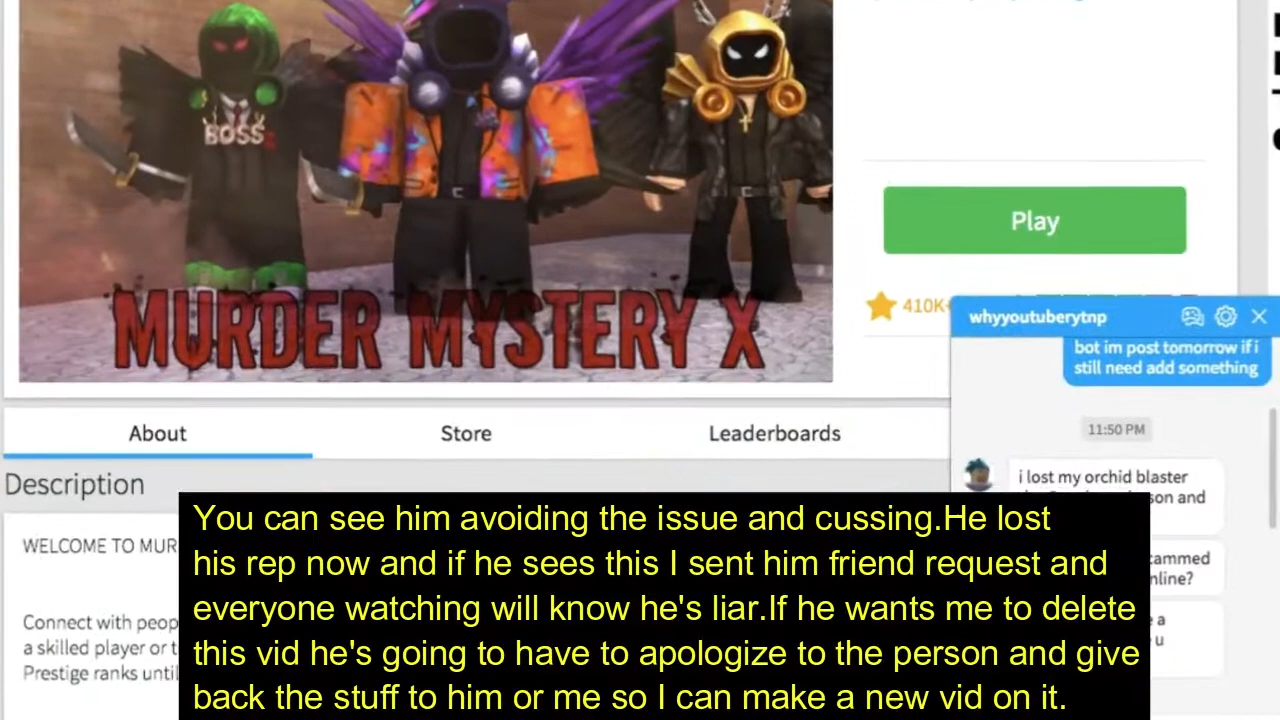 BOSS
MURDER MYSTERY X
Play
410K+
whyyoutuberytnp
bot im post tomorrow if i
still need add something
11:50 PM
i lost my orchid blaster
son and
cammed
nline?
e a
u
About
Store
Leaderboards
Description
WELCOME TO MUR
Connect with peop
a skilled player or t
Prestige ranks until
You can see him avoiding the issue and cussing.He lost
his rep now and if he sees this I sent him friend request and
everyone watching will know he's liar.If he wants me to delete
this vid he's going to have to apologize to the person and give
back the stuff to him or me so I can make a new vid on it.